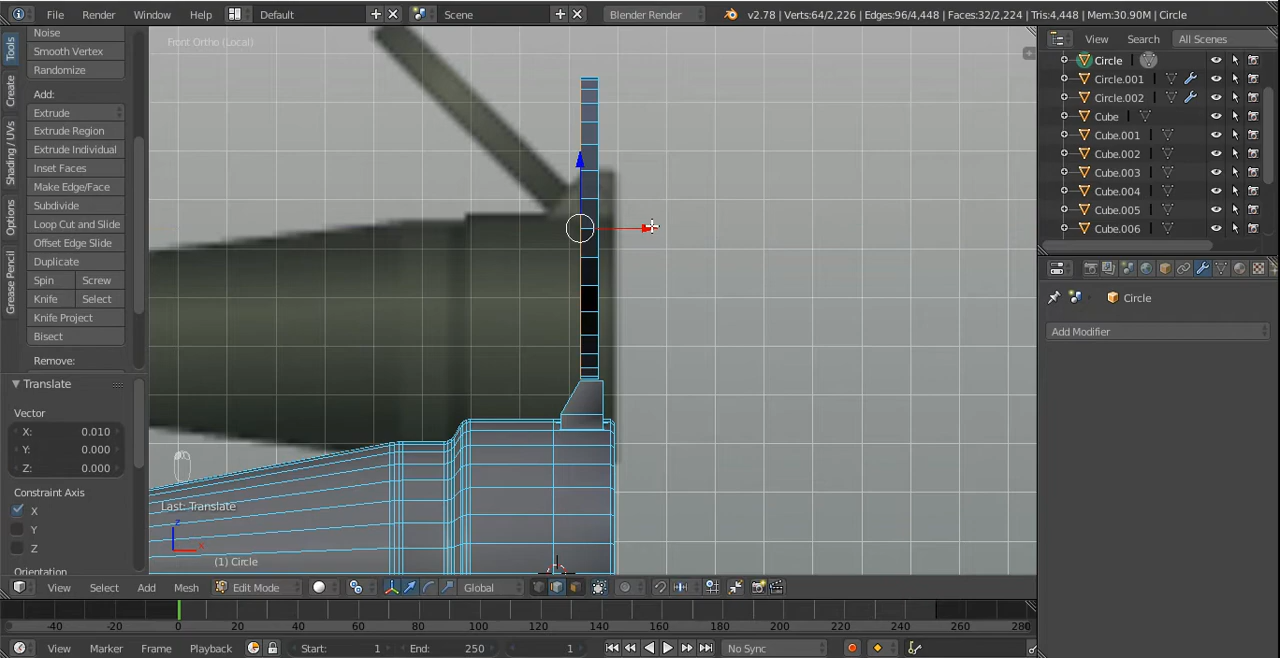 File Render Window Help Default Scene Blender Render v2.78 | Verts:64/2,226 | Edges:96/4,448 | Faces:32/2,224 | Tris:4,448 | Mem:30.90M | Circle
Tools
Create
Shading / UVs
Options
Grease Pencil
Noise
Smooth Vertex
Randomize
Add:
Extrude
Extrude Region
Extrude Individual
Inset Faces
Make Edge/Face
Subdivide
Loop Cut and Slide
Offset Edge Slide
Duplicate
Spin Screw
Knife Select
Knife Project
Bisect
Remove:
Translate
Vector
X: 0.010
Y: 0.000
Z: 0.000
Constraint Axis
X
Y
Z
Orientation
Front Ortho (Local)
Last: Translate
z
x
(1) Circle
View Search All Scenes
Circle
Circle.001
Circle.002
Cube
Cube.001
Cube.002
Cube.003
Cube.004
Cube.005
Cube.006
Circle
Add Modifier
View Select Add Mesh Edit Mode Global
-40 -20 0 20 40 60 80 100 120 140 160 180 200 220 240 260 280
View Marker Frame Playback Start: 1 End: 250 1 No Sync